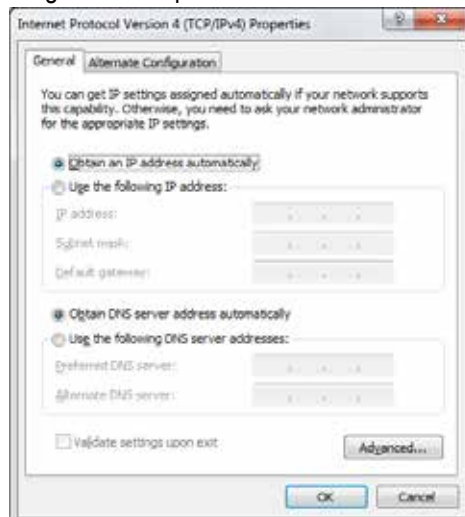 Internet Protocol Version 4 (TCP/IPv4) Properties
General
Alternate Configuration
You can get IP settings assigned automatically if your network supports
this capability. Otherwise, you need to ask your network administrator
for the appropriate IP settings.
Obtain an IP address automatically
Use the following IP address:
IP address:
Subnet mask:
Default gateway:
Obtain DNS server address automatically
Use the following DNS server addresses:
Preferred DNS server:
Alternate DNS server:
Validate settings upon exit
Advanced...
OK
Cancel